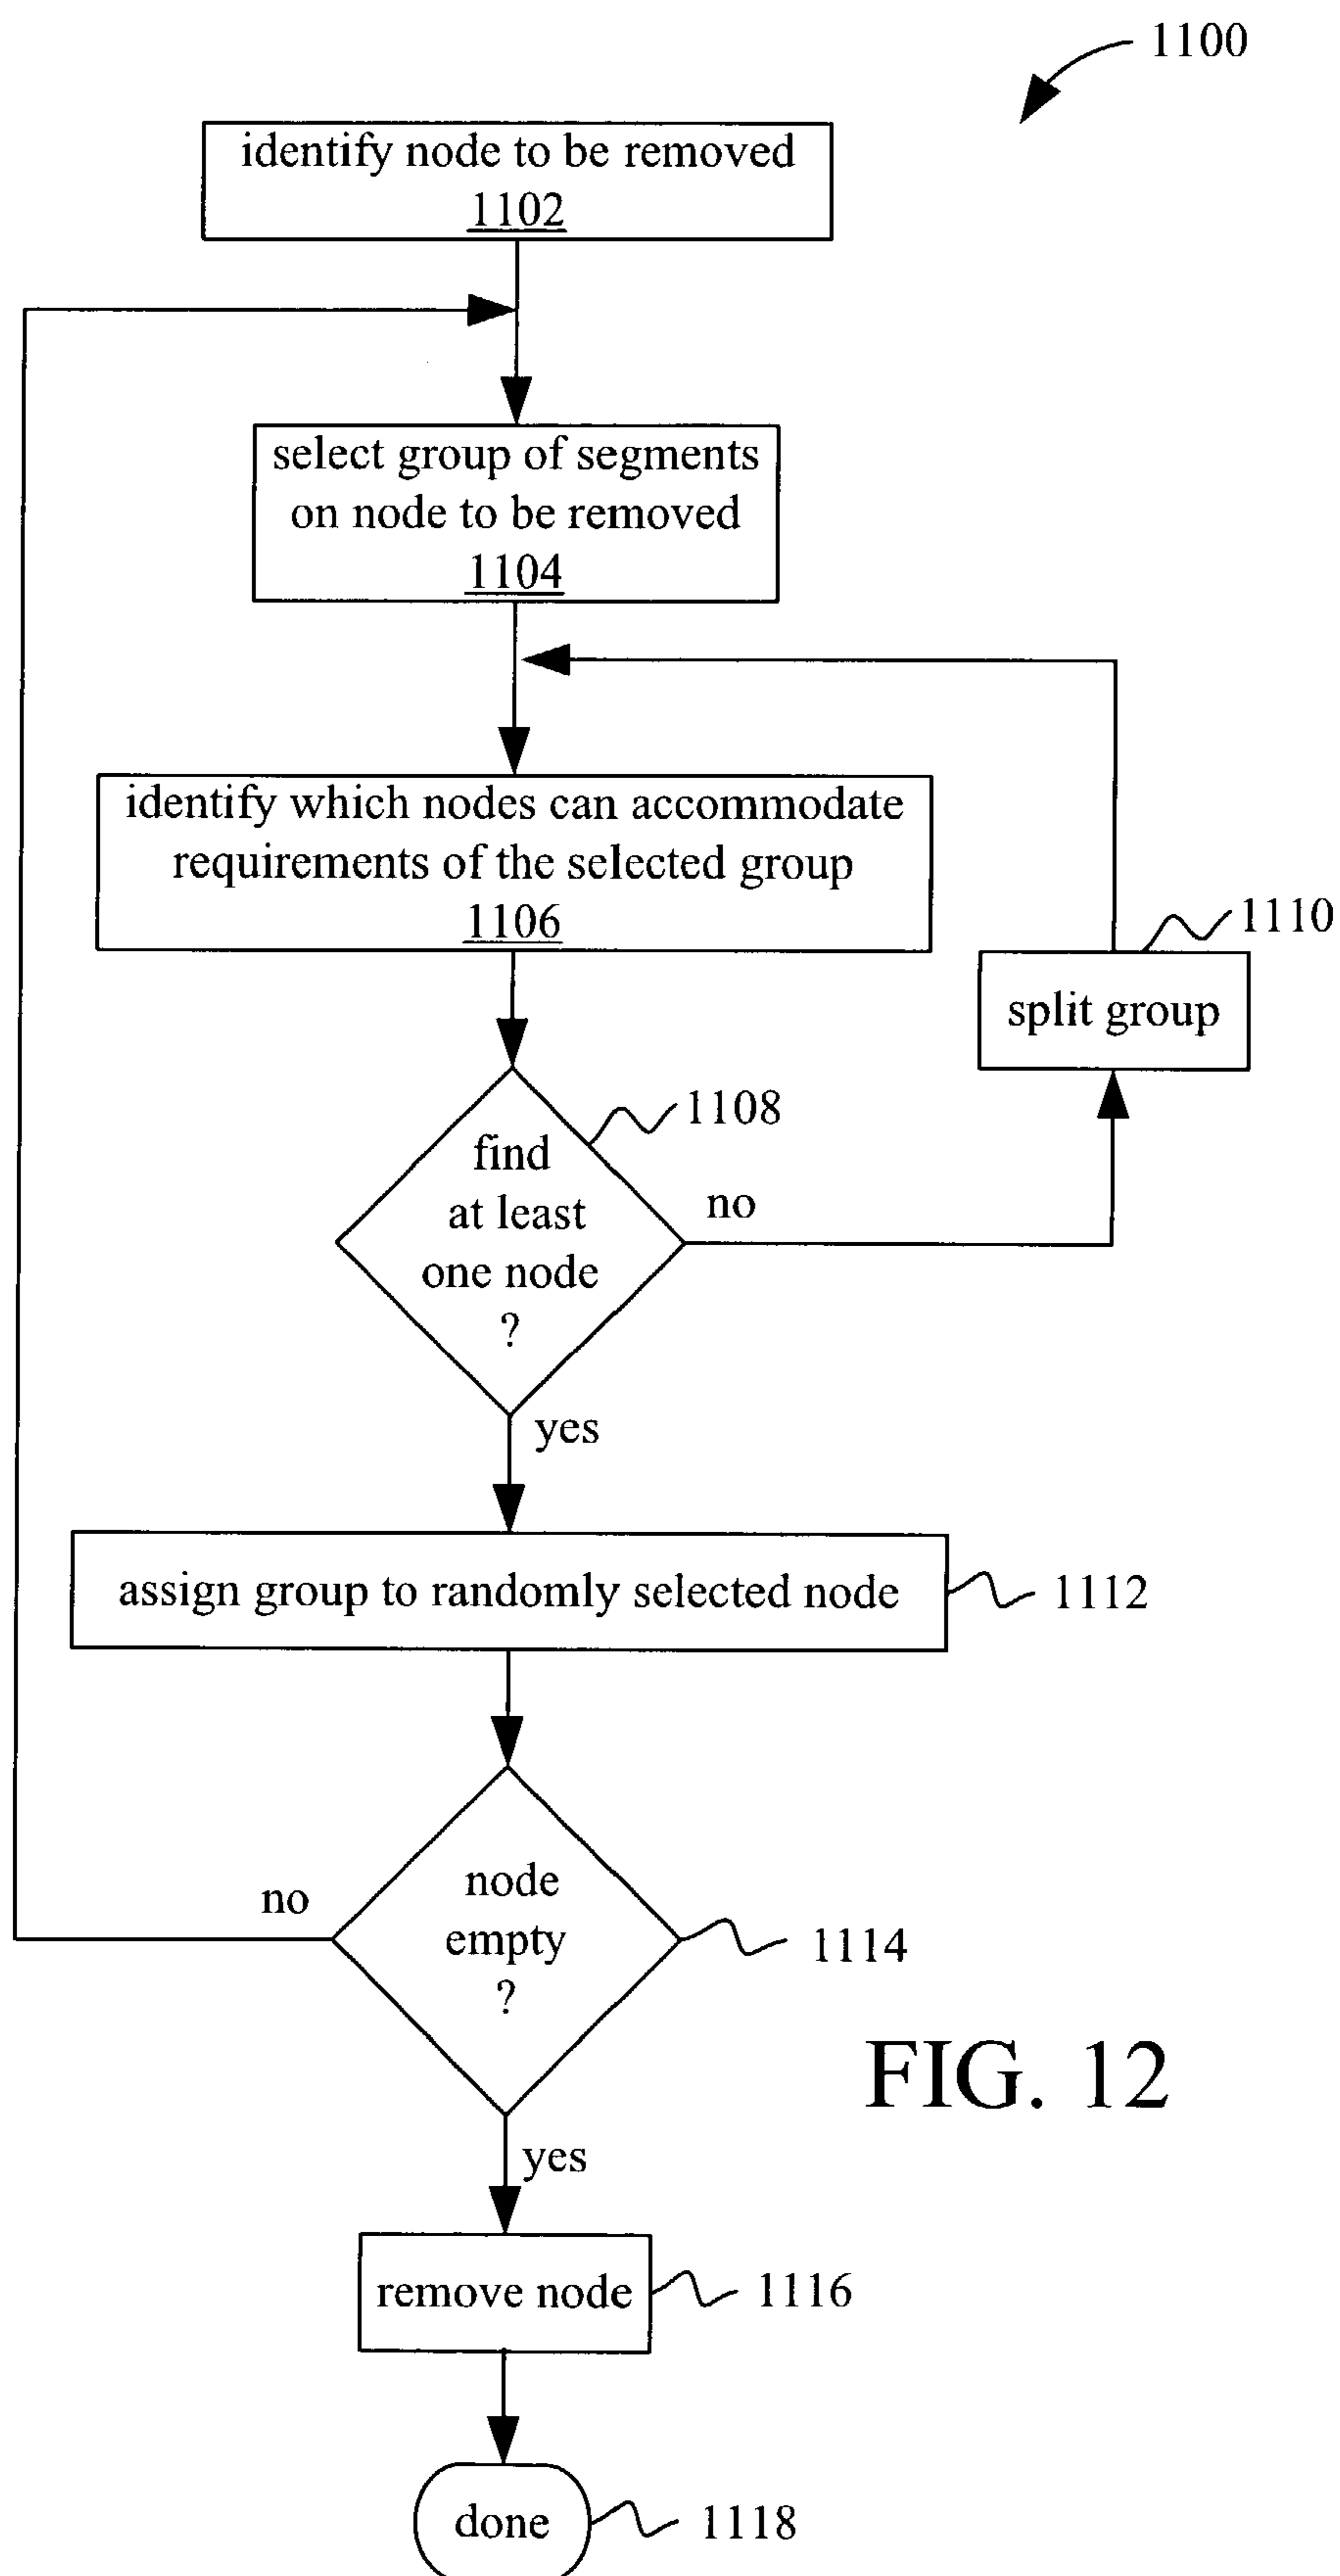 1100
identify node to be removed
1102
select group of segments
on node to be removed
1104
identify which nodes can accommodate
requirements of the selected group
1106
1110
split group
1108
find
at least
one node
?
no
yes
assign group to randomly selected node
1112
no
node
empty
?
1114
FIG. 12
yes
remove node
1116
done
1118